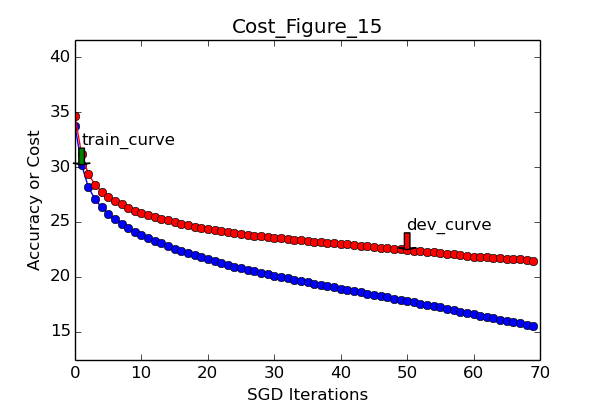 Cost_Figure_15
40
35
30
25
20
15
Accuracy or Cost
train_curve
dev_curve
0 10 20 30 40 50 60 70
SGD Iterations